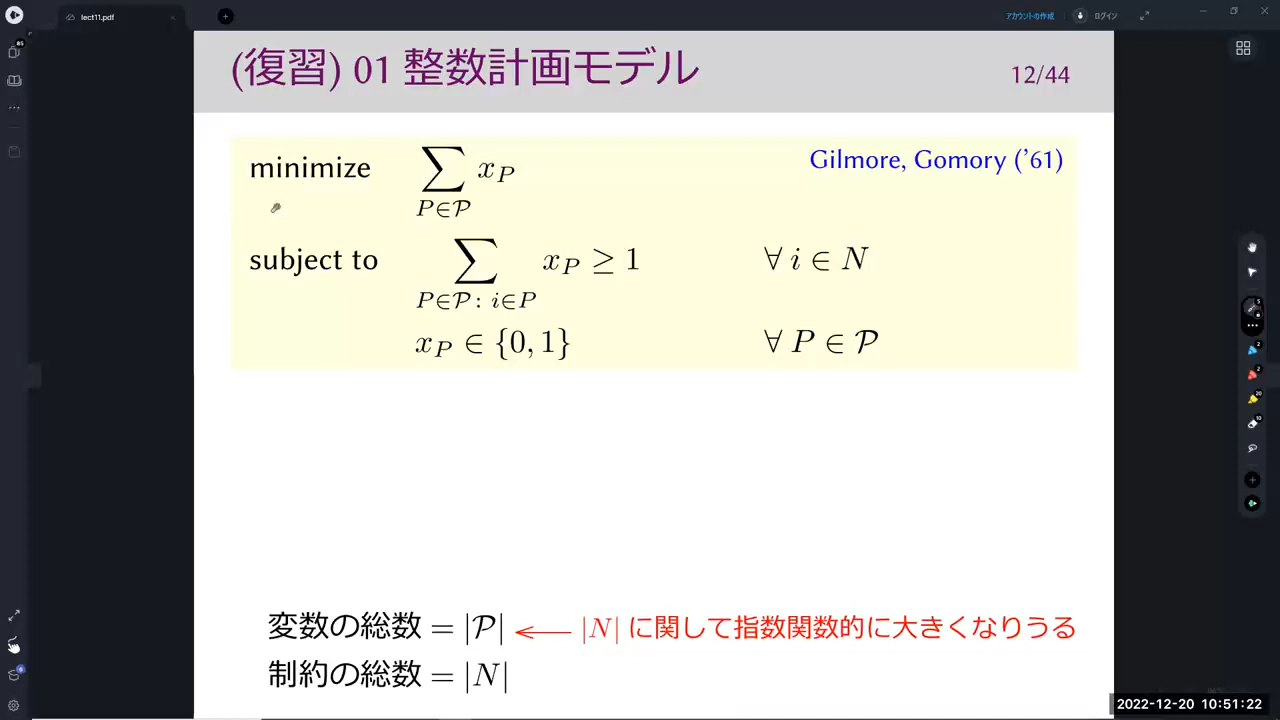 lect11.pdf
アカウントの作成
ログイン
(復習) 01 整数計画モデル
12/44
minimize ∑ x_P
P∈𝒫
Gilmore, Gomory ('61)
subject to ∑ x_P ≥ 1 ∀ i ∈ N
P∈𝒫 : i∈P
x_P ∈ {0, 1} ∀ P ∈ 𝒫
変数の総数 = |𝒫| ← |N| に関して指数関数的に大きくなりうる
制約の総数 = |N|
2022-12-20 10:51:22